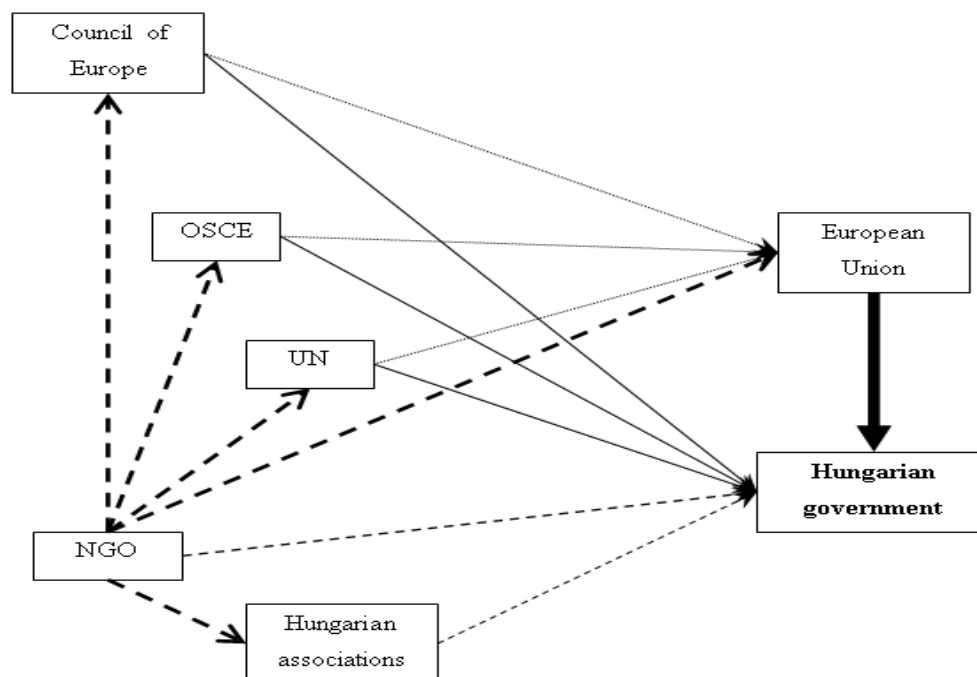 Council of
Europe
OSCE
European
Union
UN
Hungarian
government
NGO
Hungarian
associations